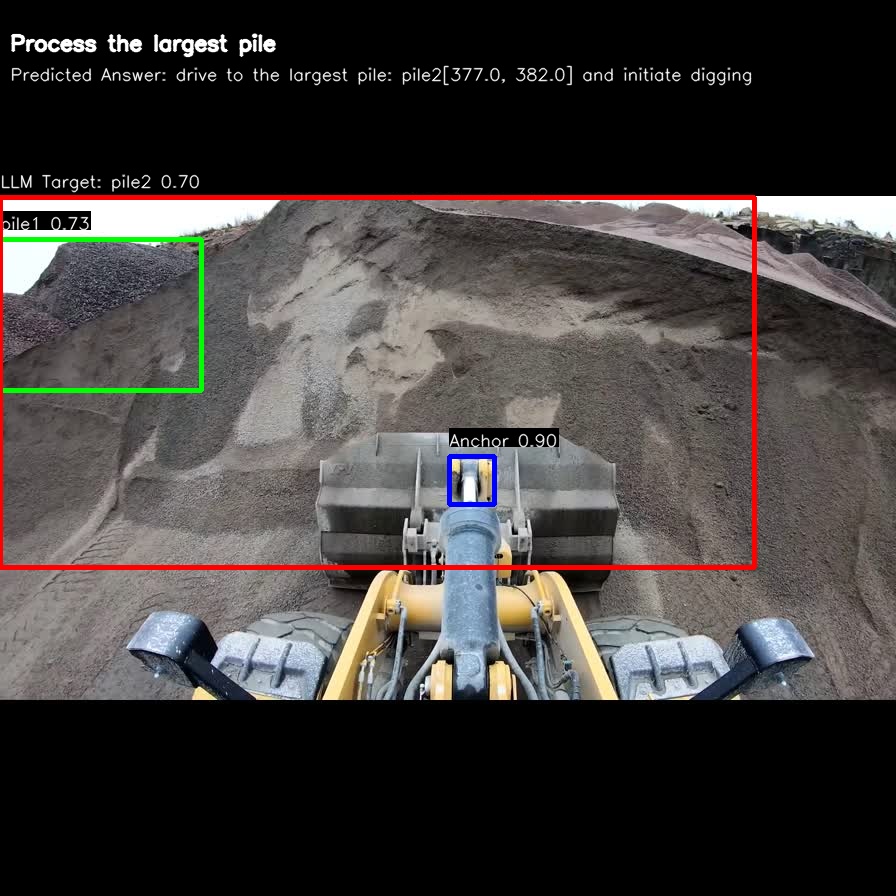 Process the largest pile
Predicted Answer: drive to the largest pile: pile2[377.0, 382.0] and initiate digging
LLM Target: pile2 0.70
pile1 0.73
Anchor 0.90